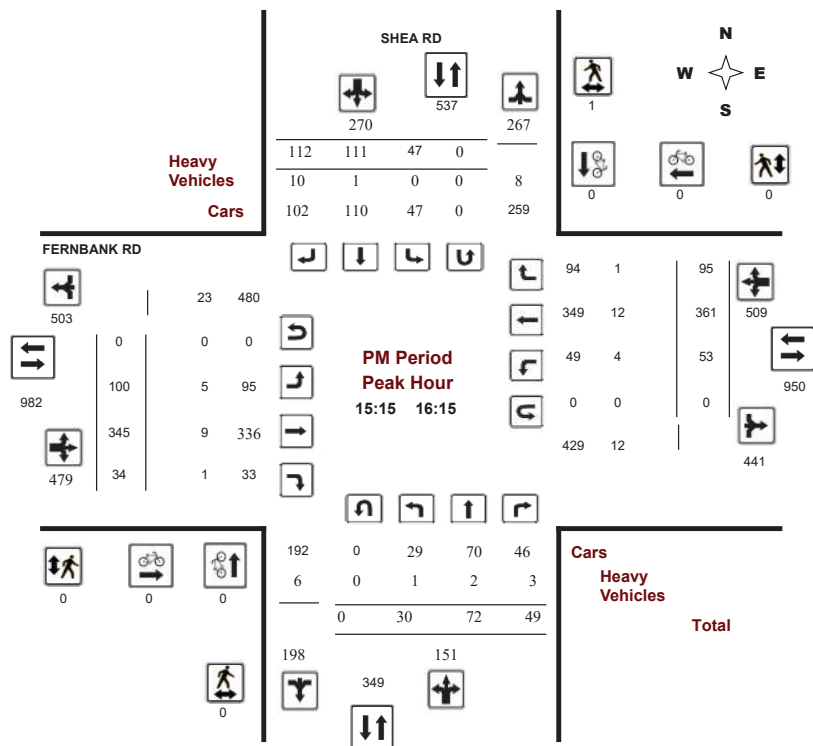 SHEA RD
N
W E
S
537
270
267
1
112 111 47 0
Heavy
Vehicles
10 1 0 0 8
Cars
102 110 47 0 259
0 0 0
FERNBANK RD
94 1 95
23 480
503
349 12 361 509
0 0 0
PM Period
Peak Hour
15:15 16:15
49 4 53
982
100 5 95
950
0 0 0
345 9 336
429 12
441
479
34 1 33
192 0 29 70 46
Cars
6 0 1 2 3
Heavy
Vehicles
0 0 0
0 30 72 49
Total
198
349
151
0